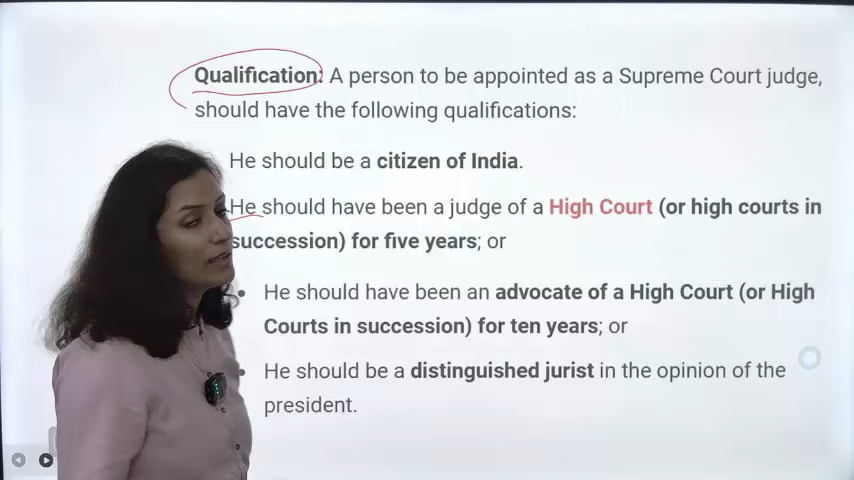 Qualification: A person to be appointed as a Supreme Court judge,
should have the following qualifications:
He should be a citizen of India.
He should have been a judge of a High Court (or high courts in
succession) for five years; or
He should have been an advocate of a High Court (or High
Courts in succession) for ten years; or
He should be a distinguished jurist in the opinion of the
president.